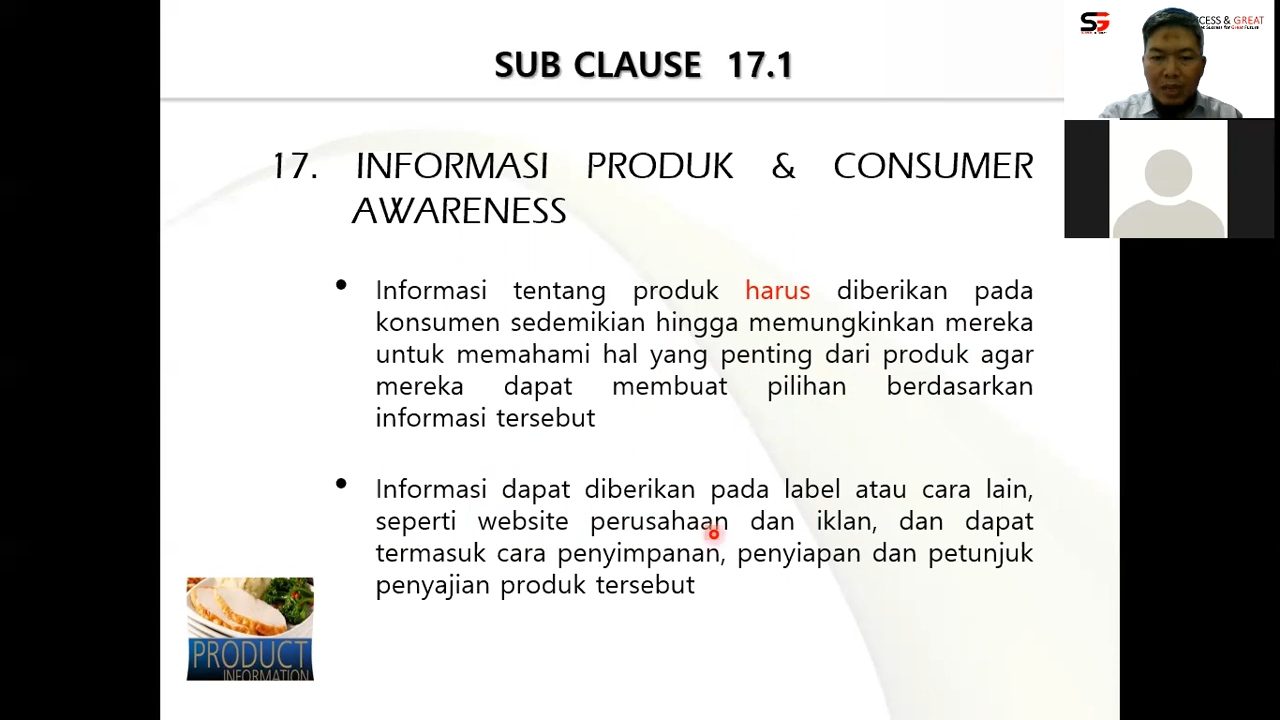 SUB CLAUSE 17.1
SG
CESS & GREAT
17. INFORMASI PRODUK & CONSUMER
AWARENESS
• Informasi tentang produk harus diberikan pada
konsumen sedemikian hingga memungkinkan mereka
untuk memahami hal yang penting dari produk agar
mereka dapat membuat pilihan berdasarkan
informasi tersebut
• Informasi dapat diberikan pada label atau cara lain,
seperti website perusahaan dan iklan, dan dapat
termasuk cara penyimpanan, penyiapan dan petunjuk
penyajian produk tersebut
PRODUCT
INFORMATION